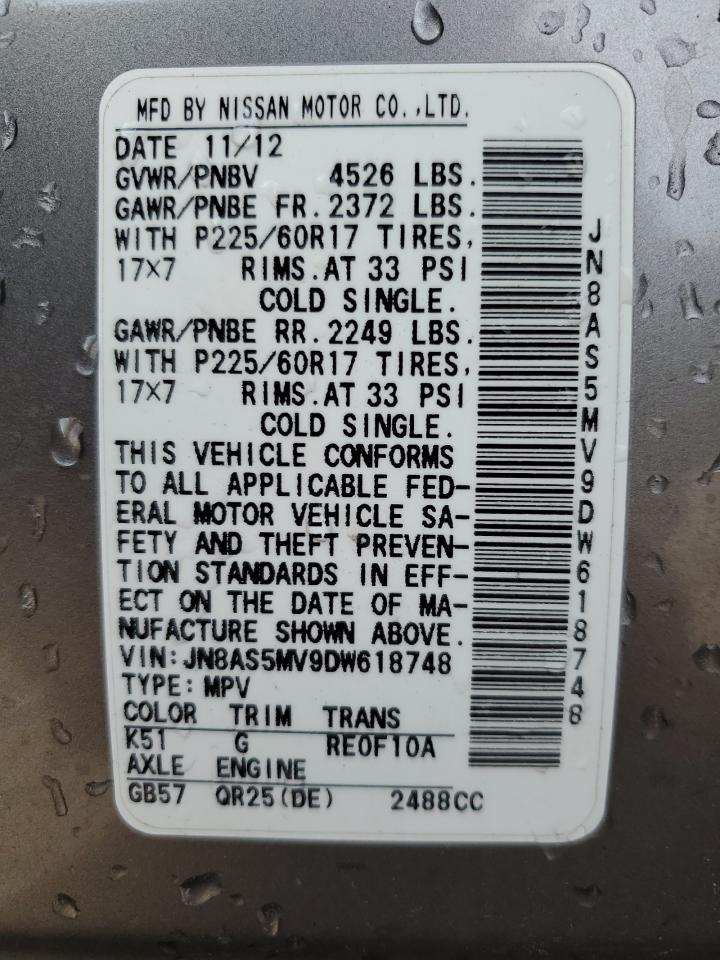 MFD BY NISSAN MOTOR CO.,LTD.
DATE 11/12
GVWR/PNBV 4526 LBS.
GAWR/PNBE FR. 2372 LBS.
WITH P225/60R17 TIRES,
17×7 RIMS. AT 33 PSI
COLD SINGLE.
GAWR/PNBE RR. 2249 LBS.
WITH P225/60R17 TIRES,
17×7 RIMS. AT 33 PSI
COLD SINGLE.
THIS VEHICLE CONFORMS
TO ALL APPLICABLE FED-
ERAL MOTOR VEHICLE SA-
FETY AND THEFT PREVEN-
TION STANDARDS IN EFF-
ECT ON THE DATE OF MA-
NUFACTURE SHOWN ABOVE.
VIN: JN8AS5MV9DW618748
TYPE: MPV
COLOR TRIM TRANS
K51 G RE0F10A
AXLE ENGINE
GB57 QR25(DE) 2488CC
JN8AS5MV9DW618748